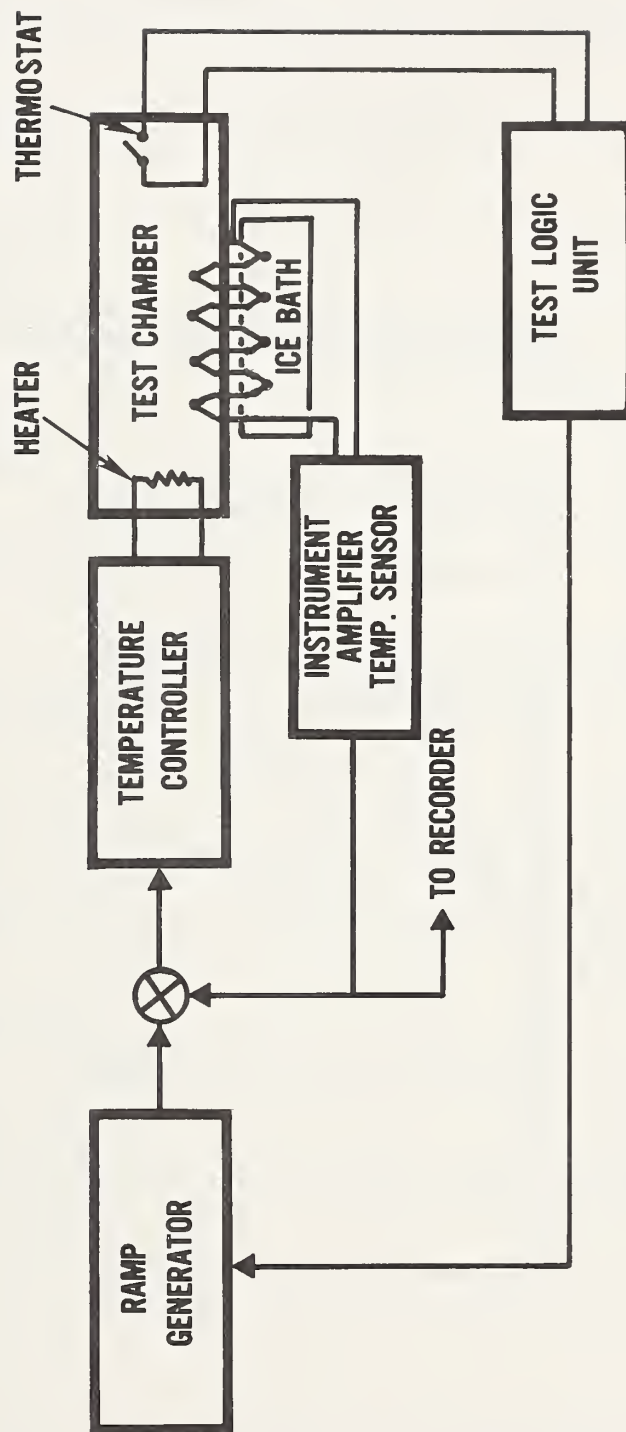 THERMOSTAT
HEATER
TEST CHAMBER
ICE BATH
TEMPERATURE
CONTROLLER
INSTRUMENT
AMPLIFIER
TEMP. SENSOR
TO RECORDER
RAMP
GENERATOR
TEST LOGIC
UNIT